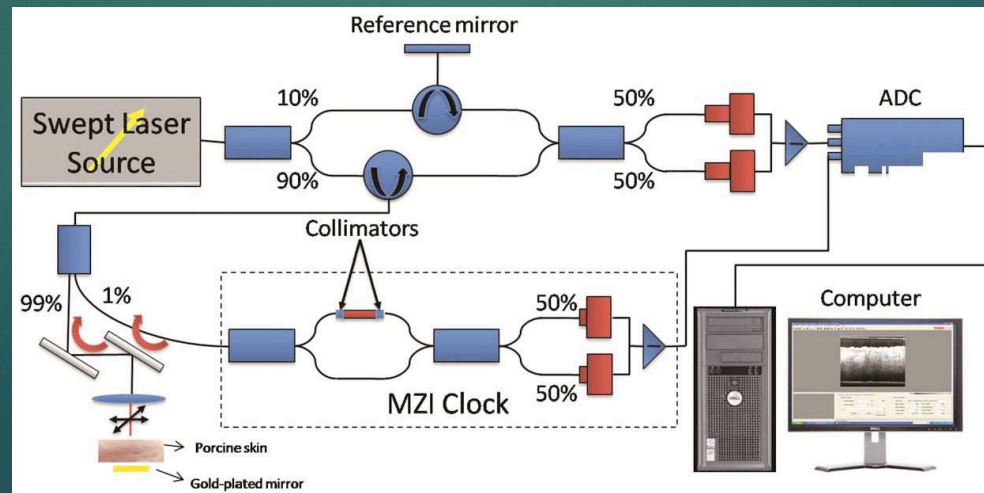 Reference mirror
Swept Laser
Source
10%
90%
50%
50%
ADC
Collimators
99%
1%
50%
50%
MZI Clock
Computer
Porcine skin
Gold-plated mirror